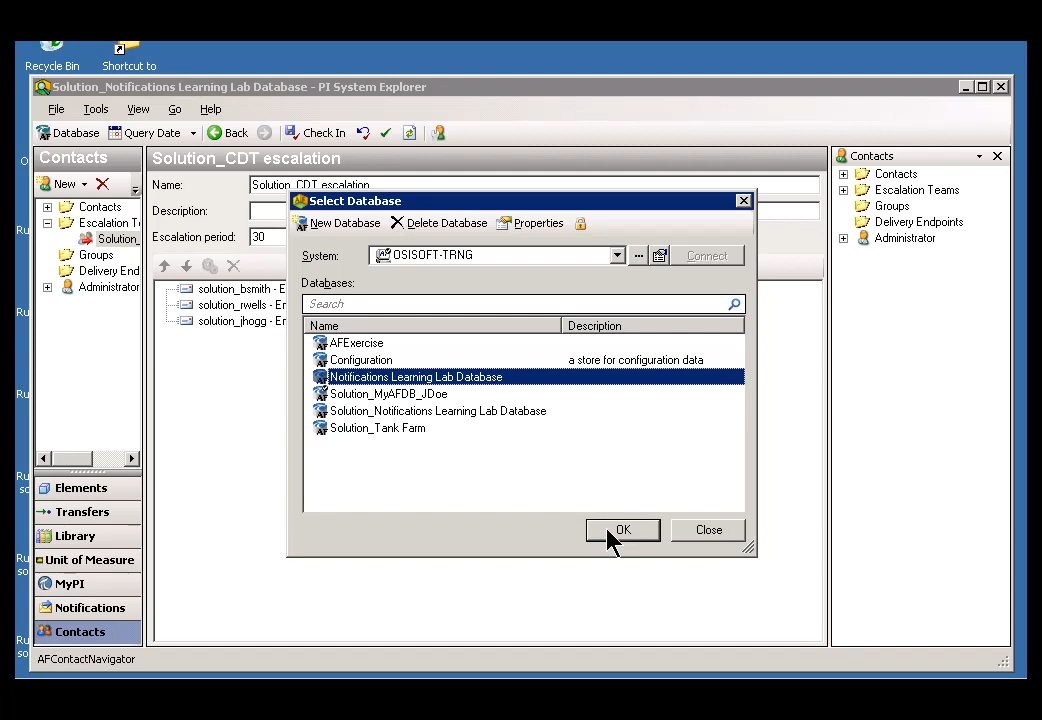 Recycle Bin
Shortcut to
Solution_Notifications Learning Lab Database - PI System Explorer
File Tools View Go Help
Database Query Date Back Check In
Contacts
Solution_CDT escalation
Contacts
New
Name: Solution_CDT escalation
Contacts
Escalation Teams
Groups
Delivery Endpoints
Administrator
Contacts
Escalation T
Solution_
Groups
Delivery End
Administrator
Description:
Escalation period: 30
solution_bsmith - E
solution_rwells - E
solution_jhogg - E
Select Database
New Database Delete Database Properties
System: OSISOFT-TRNG ... Connect
Databases:
Search
Name Description
AFExercise
Configuration a store for configuration data
Notifications Learning Lab Database
Solution_MyAFDB_JDoe
Solution_Notifications Learning Lab Database
Solution_Tank Farm
OK Close
Elements
Transfers
Library
Unit of Measure
MyPI
Notifications
Contacts
AFContactNavigator